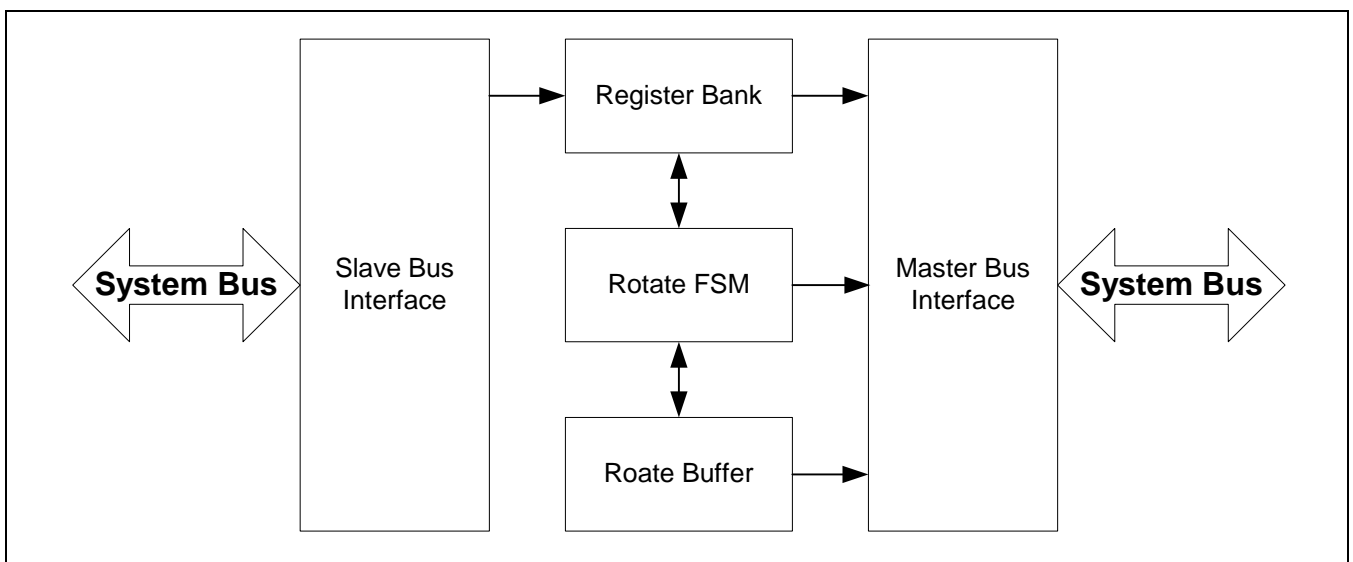 System Bus
Slave Bus
Interface
Register Bank
Rotate FSM
Roate Buffer
Master Bus
Interface
System Bus